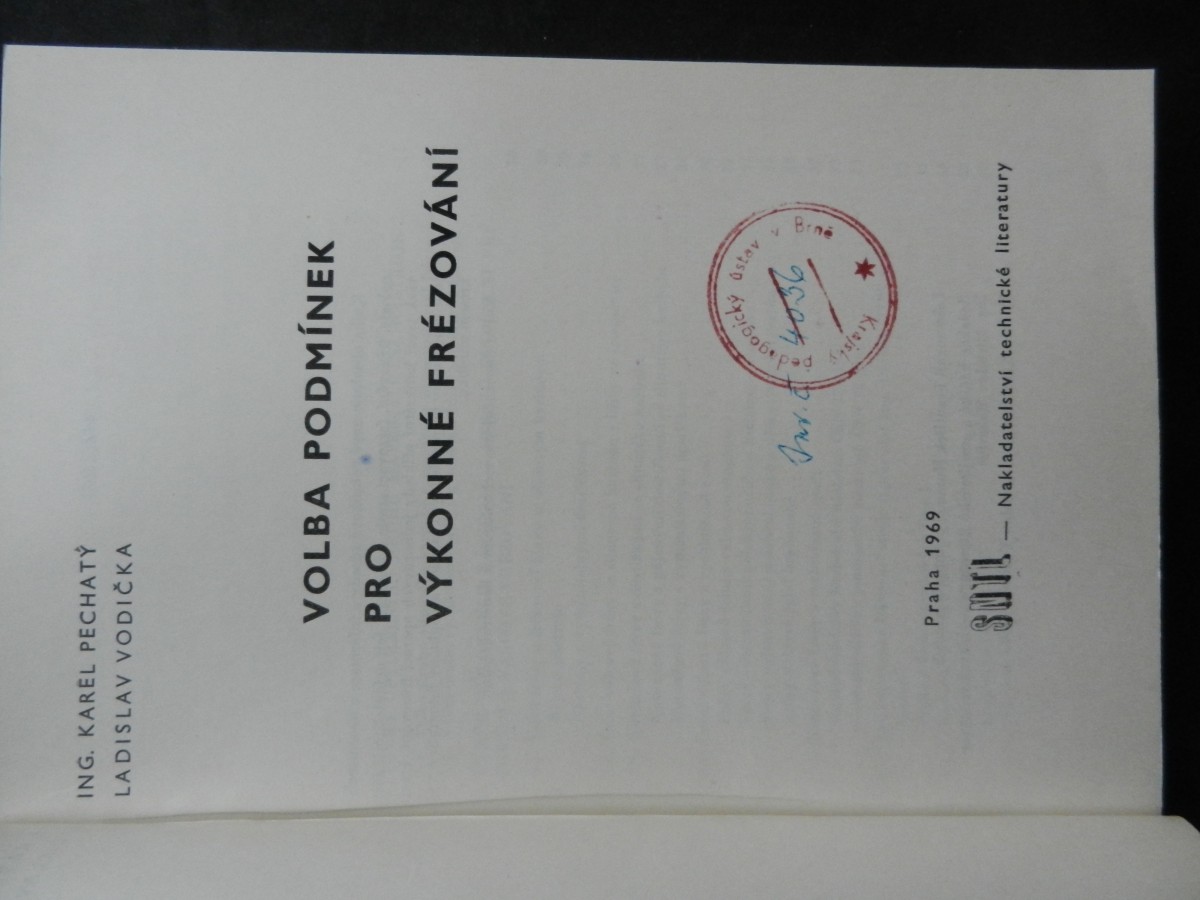 ING. KAREL PECHATÝ
LADISLAV VODIČKA
VOLBA PODMÍNEK
PRO
VÝKONNÉ FRÉZOVÁNÍ
Krajský pedagogický ústav v Brně
Inv. č. 4036
Praha 1969
SNTL — Nakladatelství technické literatury